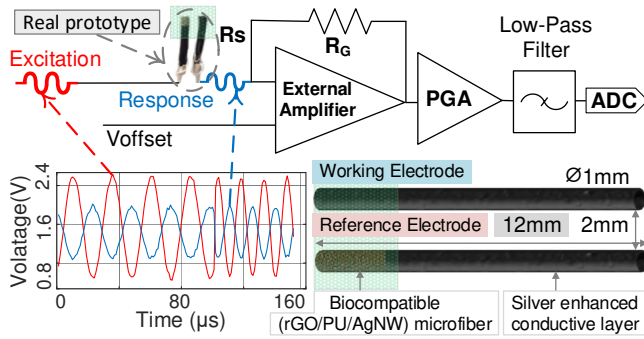 Real prototype
Rs
Excitation
Response
Voffset
R_G
External
Amplifier
PGA
Low-Pass
Filter
ADC
Volatage(V)
2.4
1.6
0.8
0
80
160
Time (µs)
Working Electrode
Ø1mm
Reference Electrode
12mm
2mm
Biocompatible
(rGO/PU/AgNW) microfiber
Silver enhanced
conductive layer